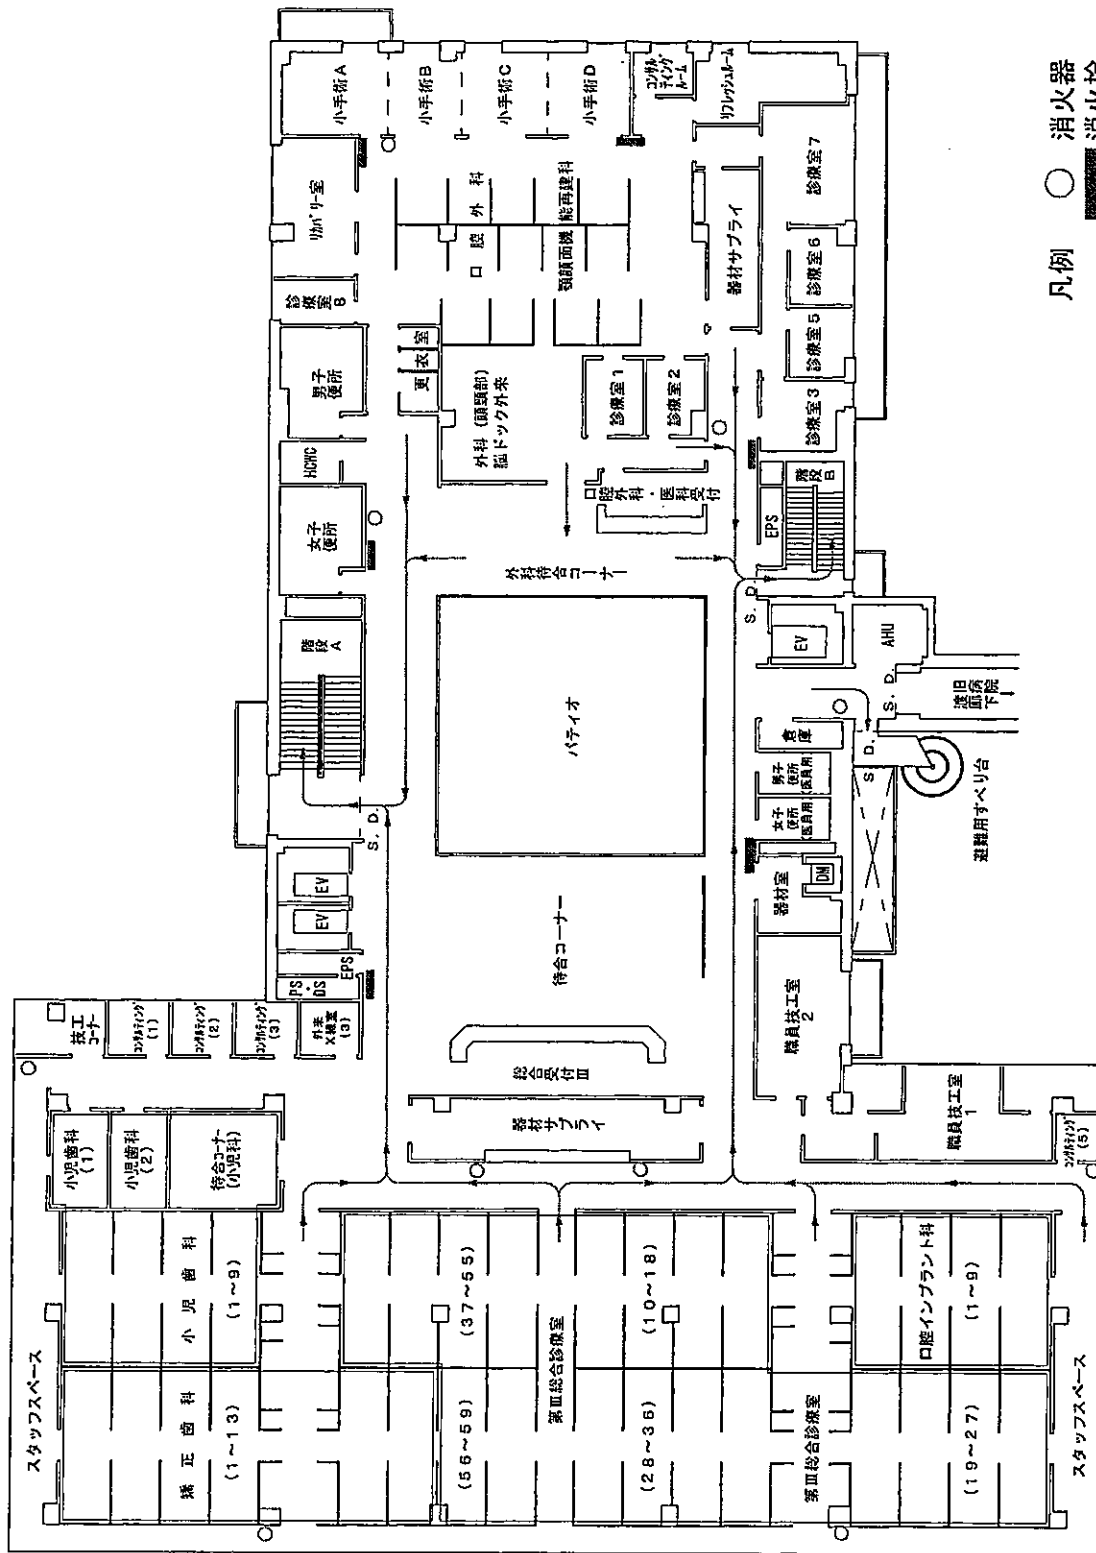 スタッフスペース
矯正歯科
(1～13)
小児歯科
(1～9)
小児歯科
(1)
小児歯科
(2)
待合コーナー
(小児科)
技工
コーナー
コンサルティング
(1)
コンサルティング
(2)
コンサルティング
(3)
外来
X線室
(3)
PS・
DS
EPS
EV
EV
S. D.
階段
A
女子
便所
HCWC
男子
便所
診療室
B
リカバリー室
小手術A
小手術B
小手術C
小手術D
コンサル
ティング
ルーム
リフレッシュルーム
更衣室
外科(頭頸部)
脳ドック外来
口腔外科
顎顔面機能再建科
診療室1
診療室2
器材サプライ
診療室7
診療室6
診療室5
診療室3
口腔外科・医科受付
外科待合コーナー
階段
B
EPS
S. D.
EV
AHU
S. D.
渡廊下
旧病院
S. D.
避難用すべり台
パティオ
待合コーナー
総合受付Ⅲ
器材サプライ
倉庫
男子
便所
(医員用)
女子
便所
(医員用)
DM
器材室
職員技工室
2
職員技工室
1
コンサルティング
(5)
(56～59)
(37～55)
第Ⅲ総合診療室
(28～36)
(10～18)
第Ⅲ総合診療室
(19～27)
口腔インプラント科
(1～9)
スタッフスペース
凡例
消火器
消火栓